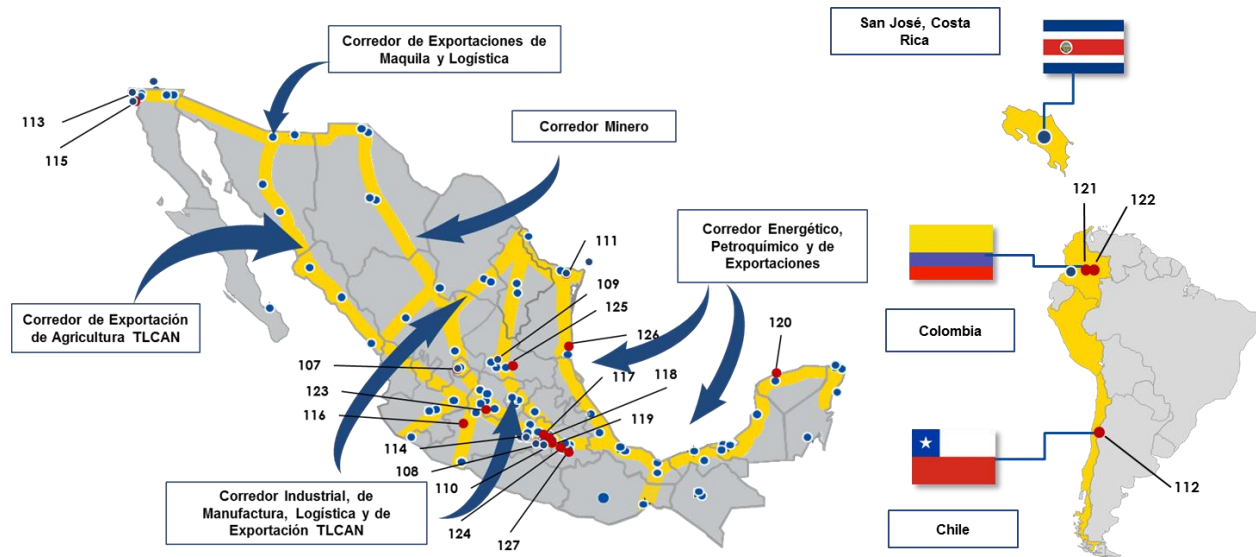 San José, Costa
Rica
Corredor de Exportaciones de
Maquila y Logística
113
115
Corredor Minero
121
122
Corredor Energético,
Petroquímico y de
Exportaciones
111
109
125
Corredor de Exportación
de Agricultura TLCAN
126
120
Colombia
107
117
118
123
116
119
114
108
110
112
Corredor Industrial, de
Manufactura, Logística y de
Exportación TLCAN
124
127
Chile